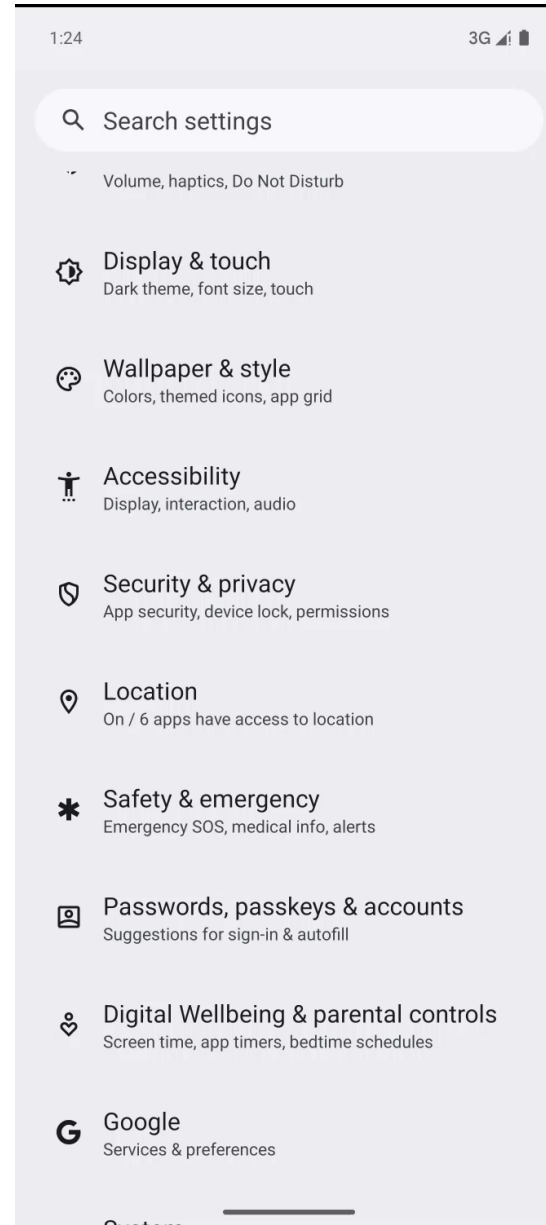 1:24
3G
Search settings
Volume, haptics, Do Not Disturb
Display & touch
Dark theme, font size, touch
Wallpaper & style
Colors, themed icons, app grid
Accessibility
Display, interaction, audio
Security & privacy
App security, device lock, permissions
Location
On / 6 apps have access to location
Safety & emergency
Emergency SOS, medical info, alerts
Passwords, passkeys & accounts
Suggestions for sign-in & autofill
Digital Wellbeing & parental controls
Screen time, app timers, bedtime schedules
Google
Services & preferences